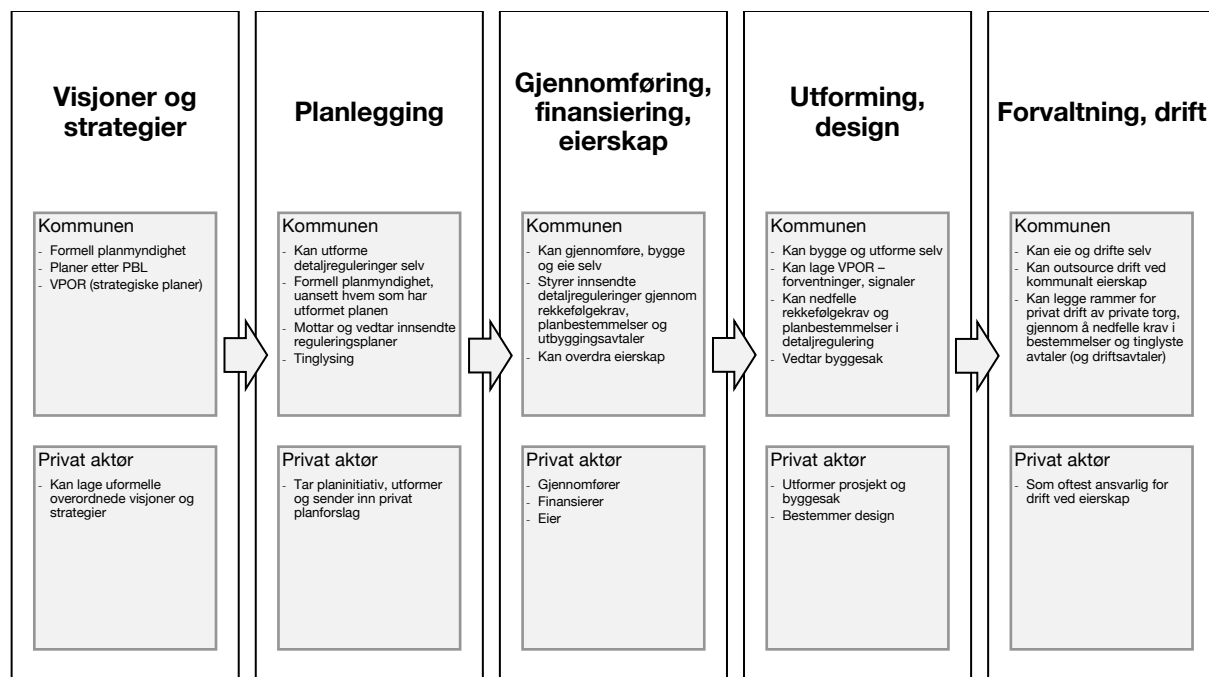 Visjoner og
strategier
Kommunen
- Formell planmyndighet
- Planer etter PBL
- VPOR (strategiske planer)
Privat aktør
- Kan lage uformelle
overordnede visjoner og
strategier
Planlegging
Kommunen
- Kan utforme
detaljreguleringer selv
- Formell planmyndighet,
uansett hvem som har
utformet planen
- Mottar og vedtar innsendte
reguleringsplaner
- Tinglysing
Privat aktør
- Tar planinitiativ, utformer
og sender inn privat
planforslag
Gjennomføring,
finansiering,
eierskap
Kommunen
- Kan gjennomføre, bygge
og eie selv
- Styrer innsendte
detaljreguleringer gjennom
rekkefølgekrav,
planbestemmelser og
utbyggingsavtaler
- Kan overdra eierskap
Privat aktør
- Gjennomfører
- Finansierer
- Eier
Utforming,
design
Kommunen
- Kan bygge og utforme selv
- Kan lage VPOR –
forventninger, signaler
- Kan nedfelle
rekkefølgekrav og
planbestemmelser i
detaljregulering
- Vedtar byggesak
Privat aktør
- Utformer prosjekt og
byggesak
- Bestemmer design
Forvaltning, drift
Kommunen
- Kan eie og drifte selv
- Kan outsource drift ved
kommunalt eierskap
- Kan legge rammer for
privat drift av private torg,
gjennom å nedfelle krav i
bestemmelser og tinglyste
avtaler (og driftsavtaler)
Privat aktør
- Som oftest ansvarlig for
drift ved eierskap